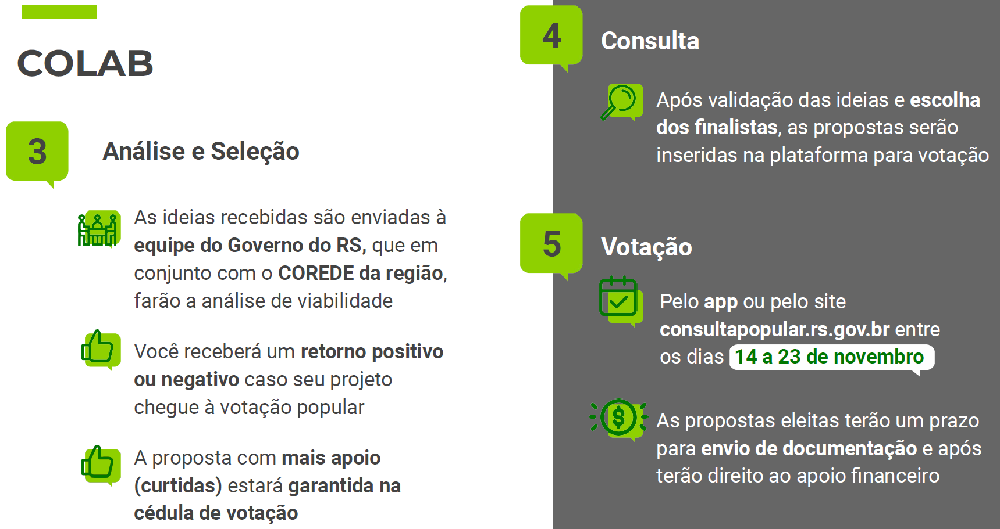 COLAB
3
Análise e Seleção
As ideias recebidas são enviadas à
equipe do Governo do RS, que em
conjunto com o COREDE da região,
farão a análise de viabilidade
Você receberá um retorno positivo
ou negativo caso seu projeto
chegue à votação popular
A proposta com mais apoio
(curtidas) estará garantida na
cédula de votação
4
Consulta
Após validação das ideias e escolha
dos finalistas, as propostas serão
inseridas na plataforma para votação
5
Votação
Pelo app ou pelo site
consultapopular.rs.gov.br entre
os dias 14 a 23 de novembro
$
As propostas eleitas terão um prazo
para envio de documentação e após
terão direito ao apoio financeiro